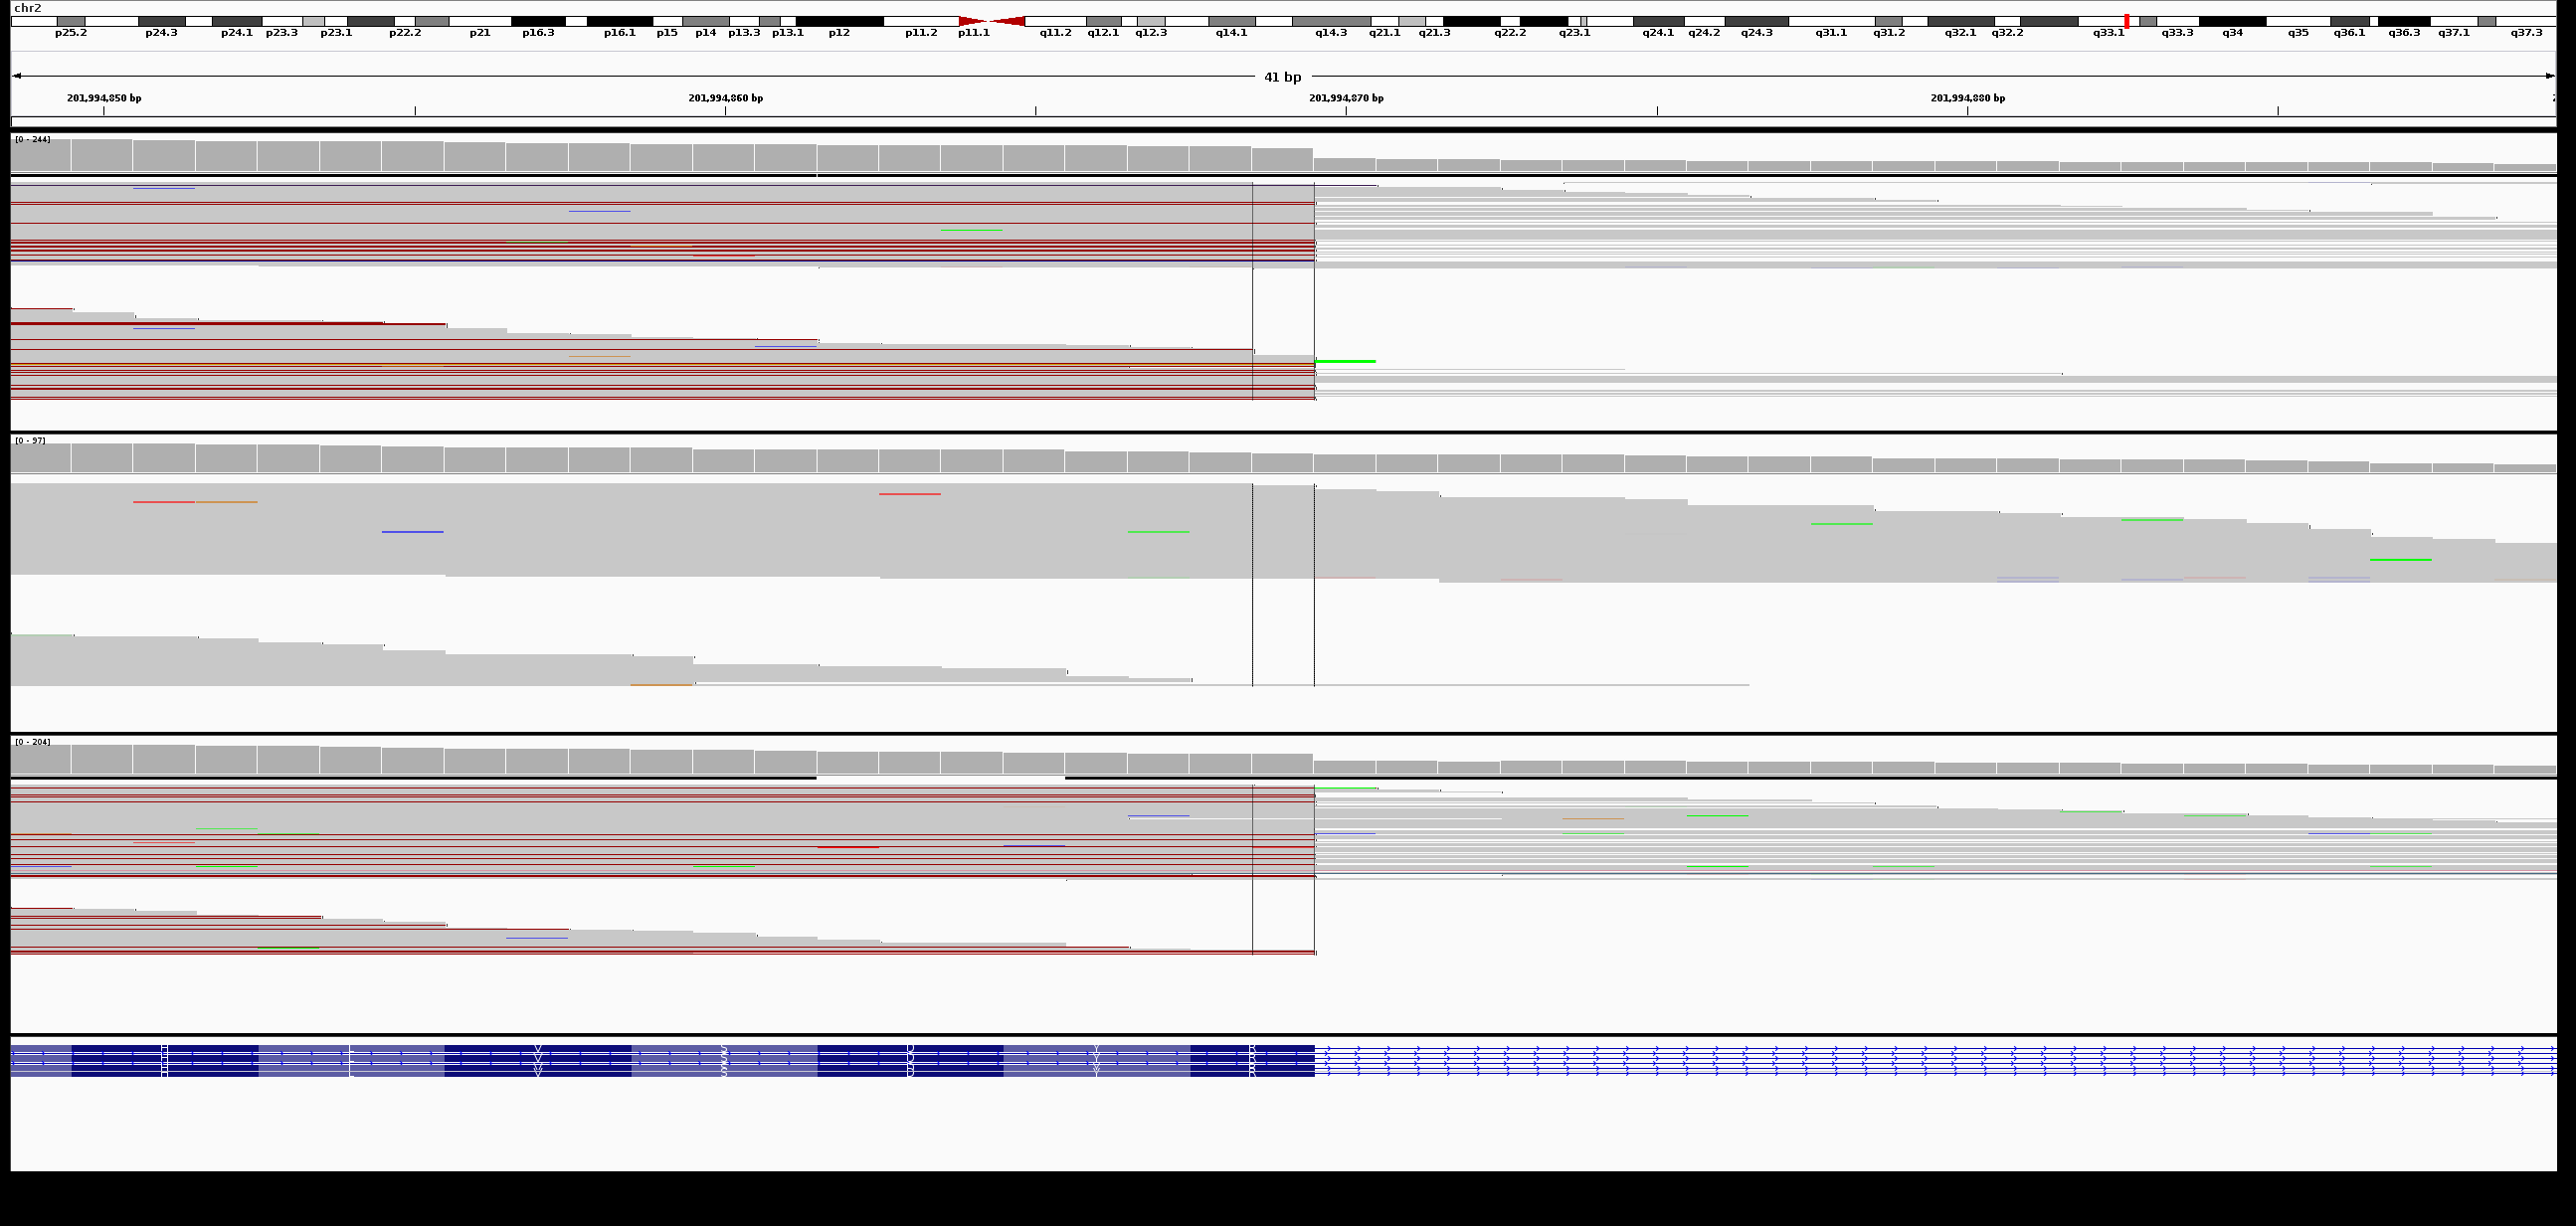 chr2
p25.2 p24.3 p24.1 p23.3 p23.1 p22.2 p21 p16.3 p16.1 p15 p14 p13.3 p13.1 p12 p11.2 p11.1 q11.2 q12.1 q12.3 q14.1 q14.3 q21.1 q21.3 q22.2 q23.1 q24.1 q24.2 q24.3 q31.1 q31.2 q32.1 q32.2 q33.1 q33.3 q34 q35 q36.1 q36.3 q37.1 q37.3
41 bp
201,994,850 bp 201,994,860 bp 201,994,870 bp 201,994,880 bp
[0 - 244]
[0 - 97]
[0 - 204]
H L V S D Y R